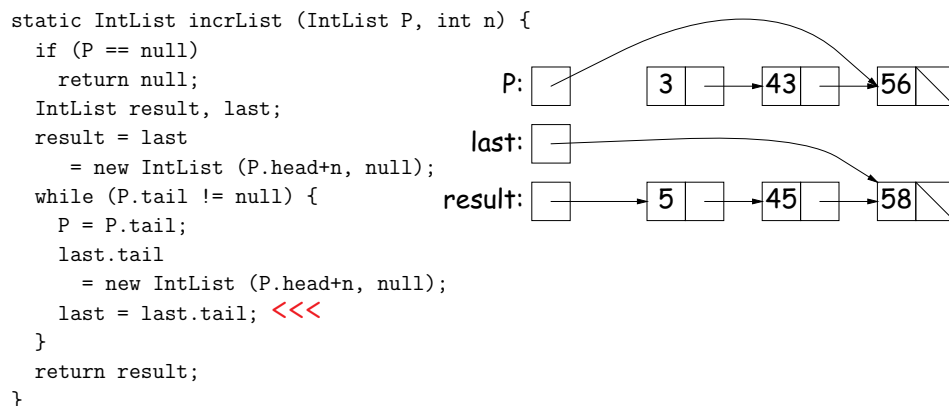 static IntList incrList (IntList P, int n) {
  if (P == null)
    return null;
  IntList result, last;
  result = last
     = new IntList (P.head+n, null);
  while (P.tail != null) {
    P = P.tail;
    last.tail
      = new IntList (P.head+n, null);
    last = last.tail; <<<
  }
  return result;
}
P: 3 43 56
last:
result: 5 45 58